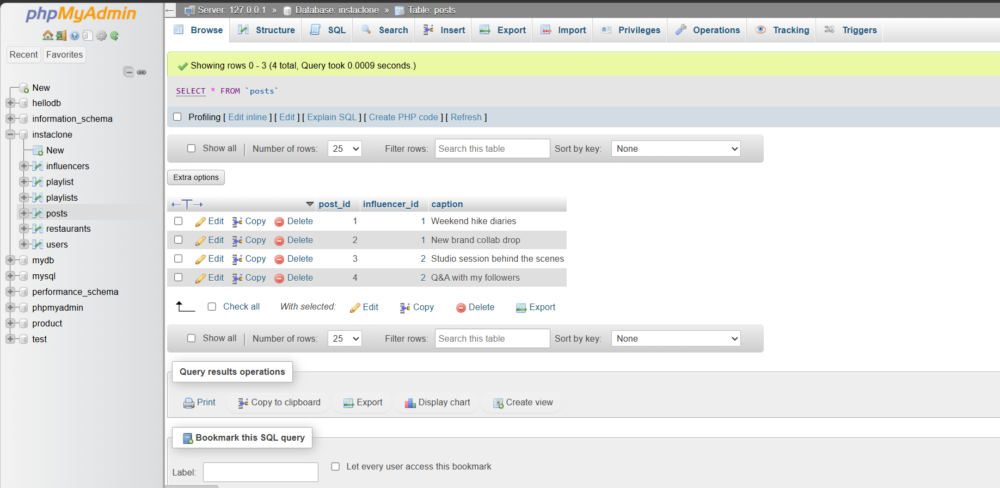 phpMyAdmin
Recent Favorites
New
hellodb
information_schema
instaclone
New
influencers
playlist
playlists
posts
restaurants
users
mydb
mysql
performance_schema
phpmyadmin
product
test
Server: 127.0.0.1 » Database: instaclone » Table: posts
Browse Structure SQL Search Insert Export Import Privileges Operations Tracking Triggers
Showing rows 0 - 3 (4 total, Query took 0.0009 seconds.)
SELECT * FROM `posts`
Profiling [ Edit inline ] [ Edit ] [ Explain SQL ] [ Create PHP code ] [ Refresh ]
Show all | Number of rows: 25 Filter rows: Search this table Sort by key: None
Extra options
←T→ post_id influencer_id caption
Edit Copy Delete 1 1 Weekend hike diaries
Edit Copy Delete 2 1 New brand collab drop
Edit Copy Delete 3 2 Studio session behind the scenes
Edit Copy Delete 4 2 Q&A with my followers
Check all With selected: Edit Copy Delete Export
Show all | Number of rows: 25 Filter rows: Search this table Sort by key: None
Query results operations
Print Copy to clipboard Export Display chart Create view
Bookmark this SQL query
Label: Let every user access this bookmark